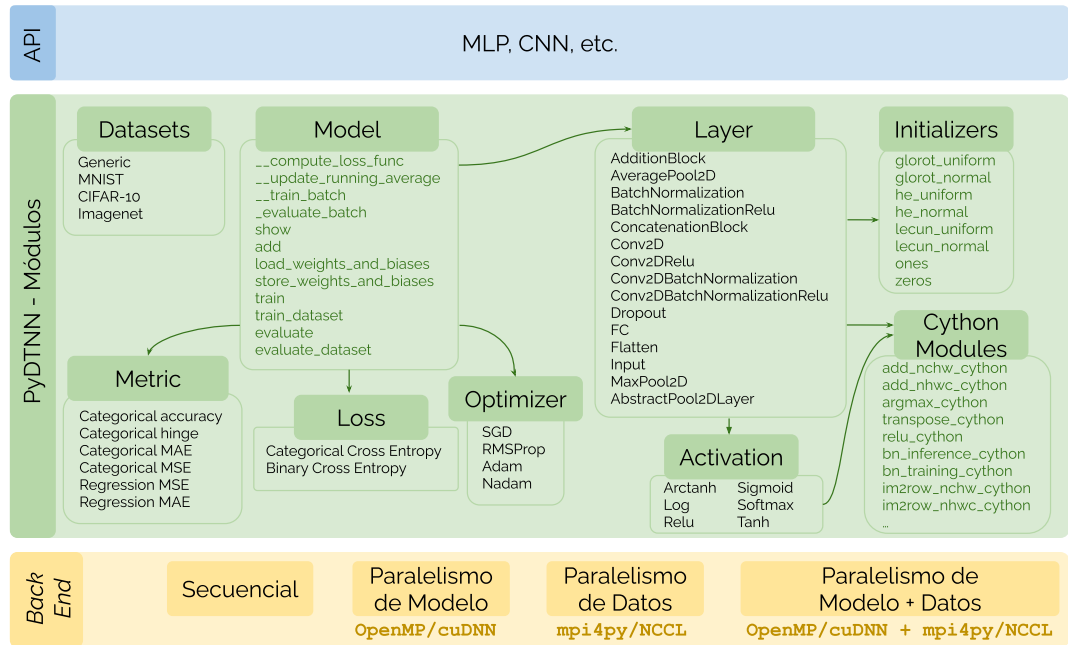 API
MLP, CNN, etc.
PyDTNN - Módulos
Datasets
Generic
MNIST
CIFAR-10
Imagenet
Model
__compute_loss_func
__update_running_average
__train_batch
_evaluate_batch
show
add
load_weights_and_biases
store_weights_and_biases
train
train_dataset
evaluate
evaluate_dataset
Layer
AdditionBlock
AveragePool2D
BatchNormalization
BatchNormalizationRelu
ConcatenationBlock
Conv2D
Conv2DRelu
Conv2DBatchNormalization
Conv2DBatchNormalizationRelu
Dropout
FC
Flatten
Input
MaxPool2D
AbstractPool2DLayer
Initializers
glorot_uniform
glorot_normal
he_uniform
he_normal
lecun_uniform
lecun_normal
ones
zeros
Metric
Categorical accuracy
Categorical hinge
Categorical MAE
Categorical MSE
Regression MSE
Regression MAE
Loss
Categorical Cross Entropy
Binary Cross Entropy
Optimizer
SGD
RMSProp
Adam
Nadam
Activation
Arctanh Sigmoid
Log Softmax
Relu Tanh
Cython
Modules
add_nchw_cython
add_nhwc_cython
argmax_cython
transpose_cython
relu_cython
bn_inference_cython
bn_training_cython
im2row_nchw_cython
im2row_nhwc_cython
...
Back
End
Secuencial
Paralelismo
de Modelo
OpenMP/cuDNN
Paralelismo
de Datos
mpi4py/NCCL
Paralelismo de
Modelo + Datos
OpenMP/cuDNN + mpi4py/NCCL